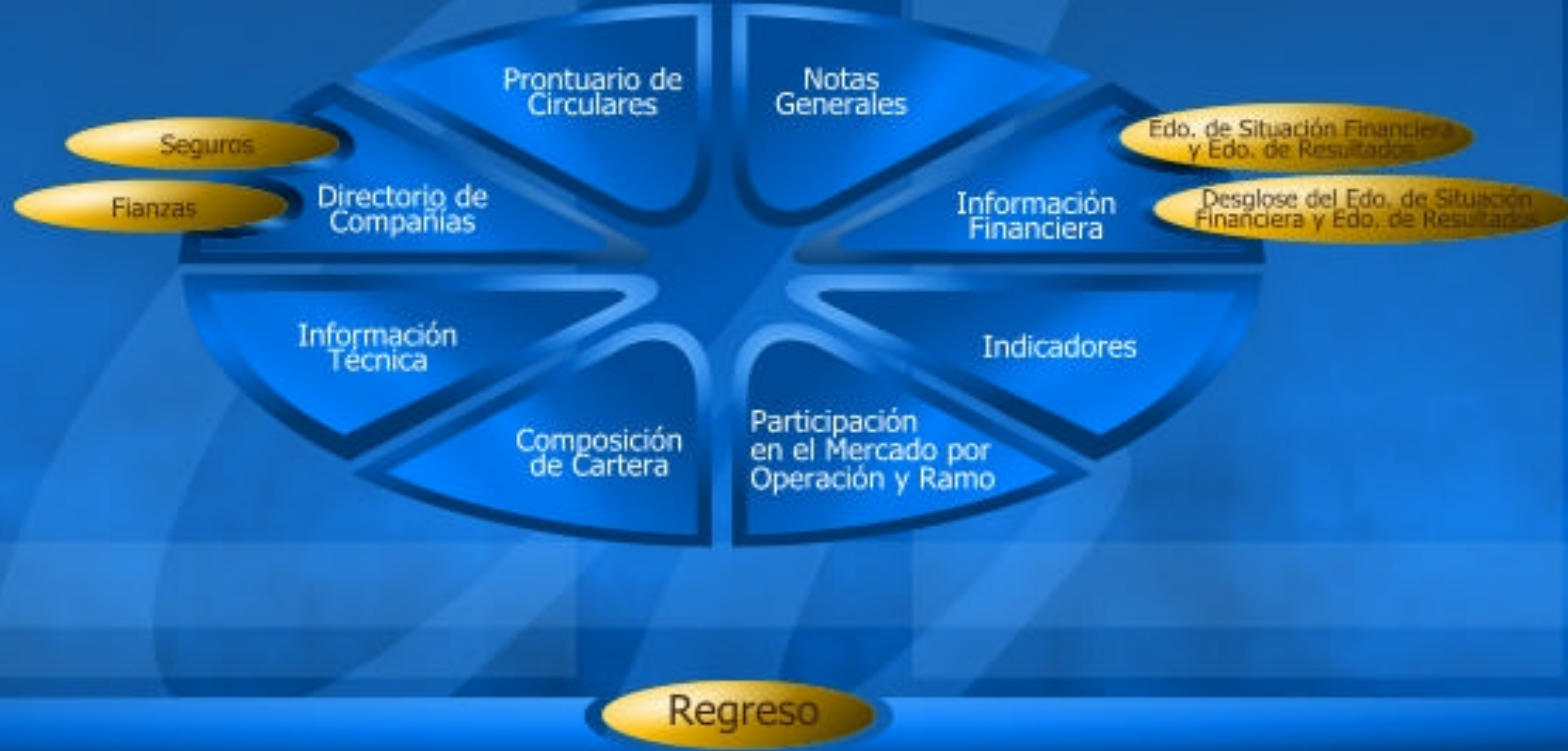 Prontuario de
Circulares
Notas
Generales
Seguros
Fianzas
Directorio de
Compañías
Información
Financiera
Edo. de Situación Financiera
y Edo. de Resultados
Desglose del Edo. de Situación
Financiera y Edo. de Resultados
Información
Técnica
Indicadores
Composición
de Cartera
Participación
en el Mercado por
Operación y Ramo
Regreso